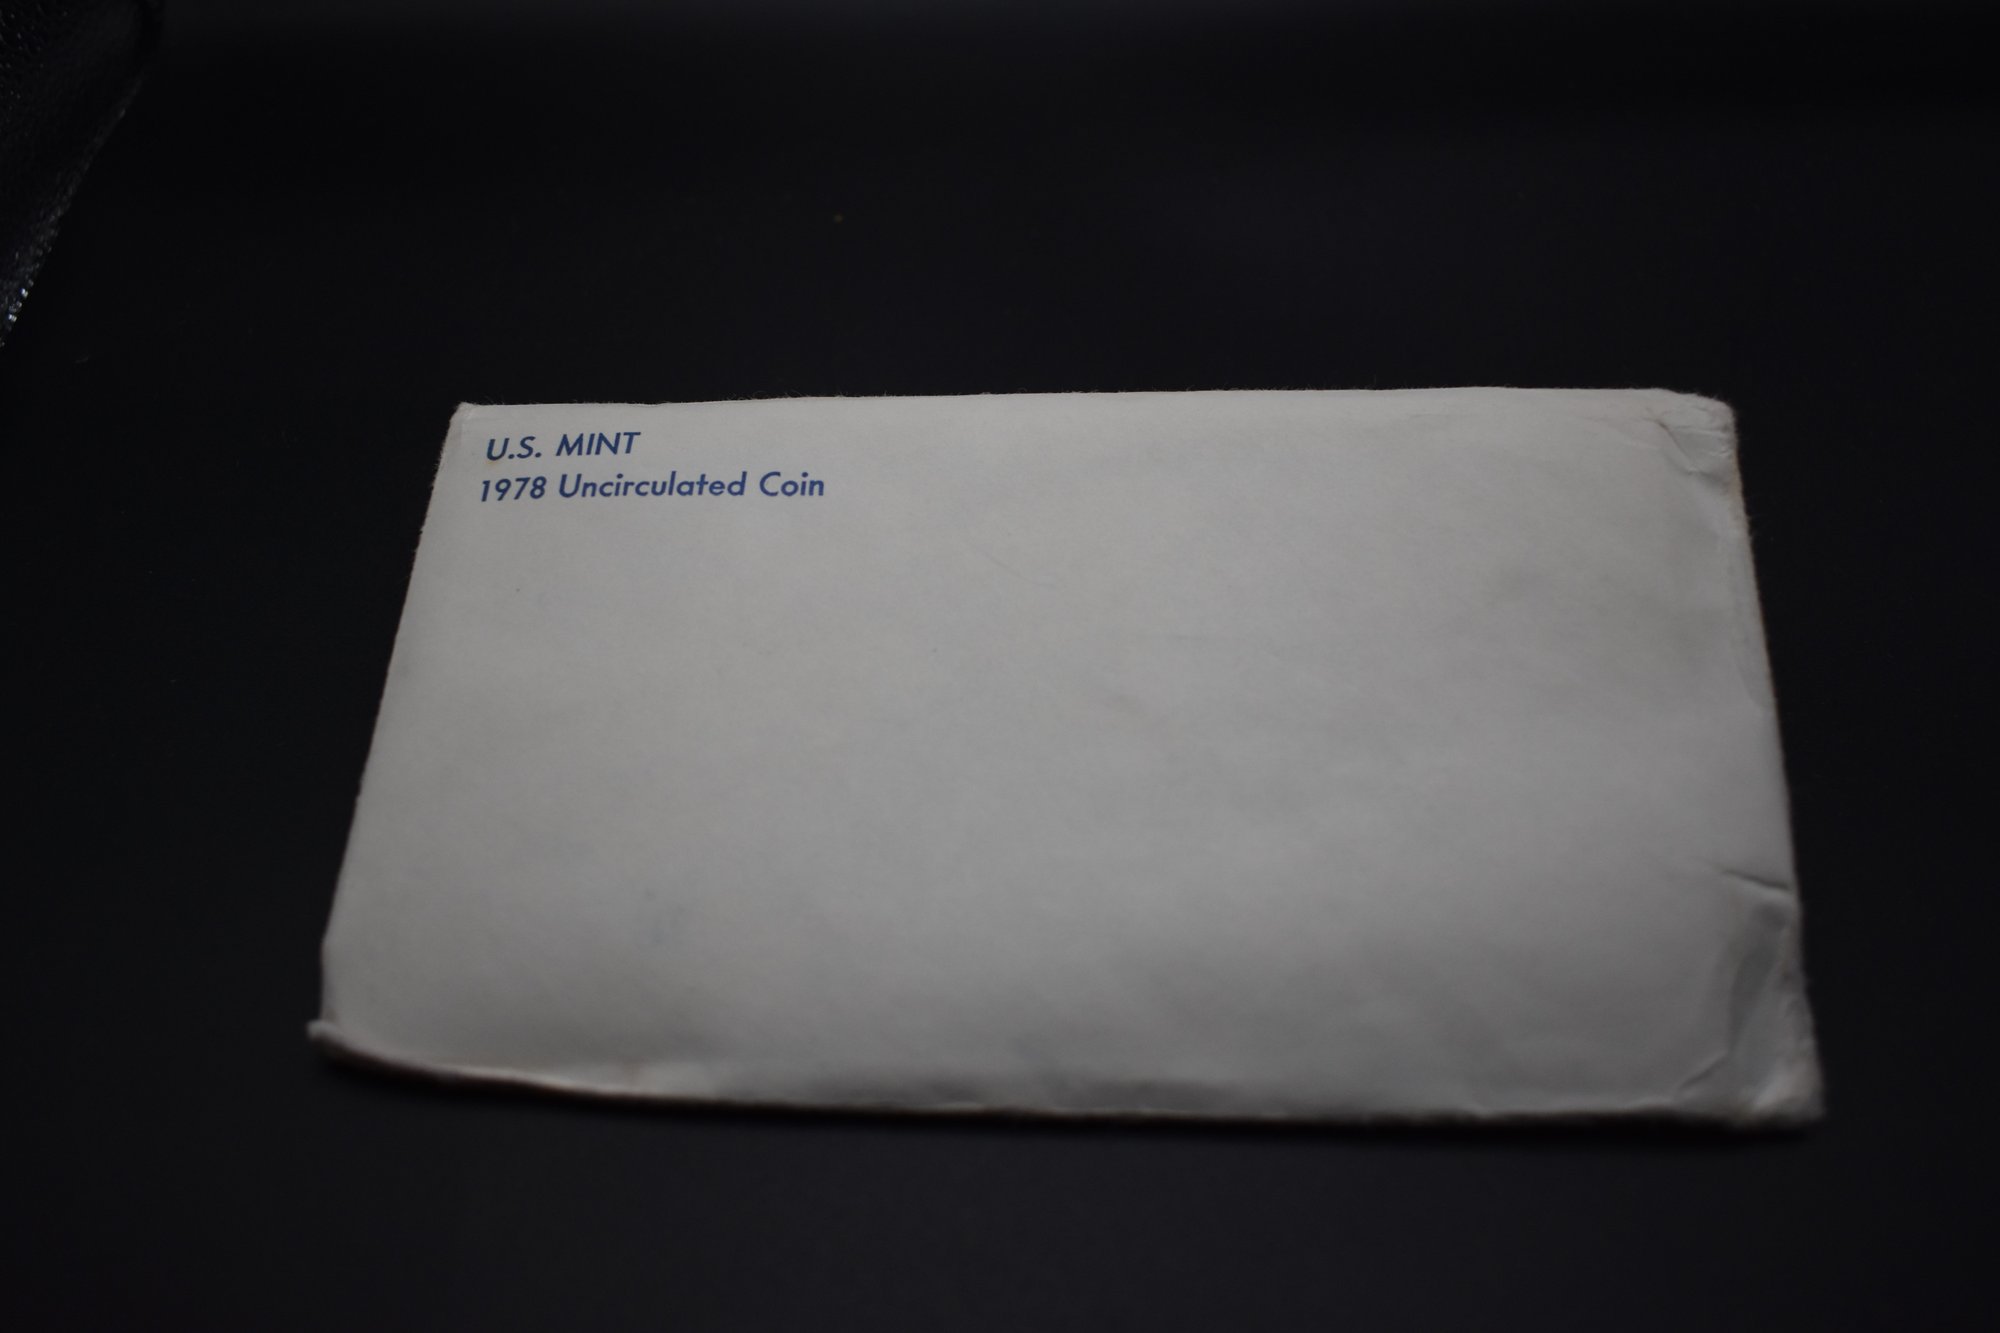 U.S. MINT
1978 Uncirculated Coin